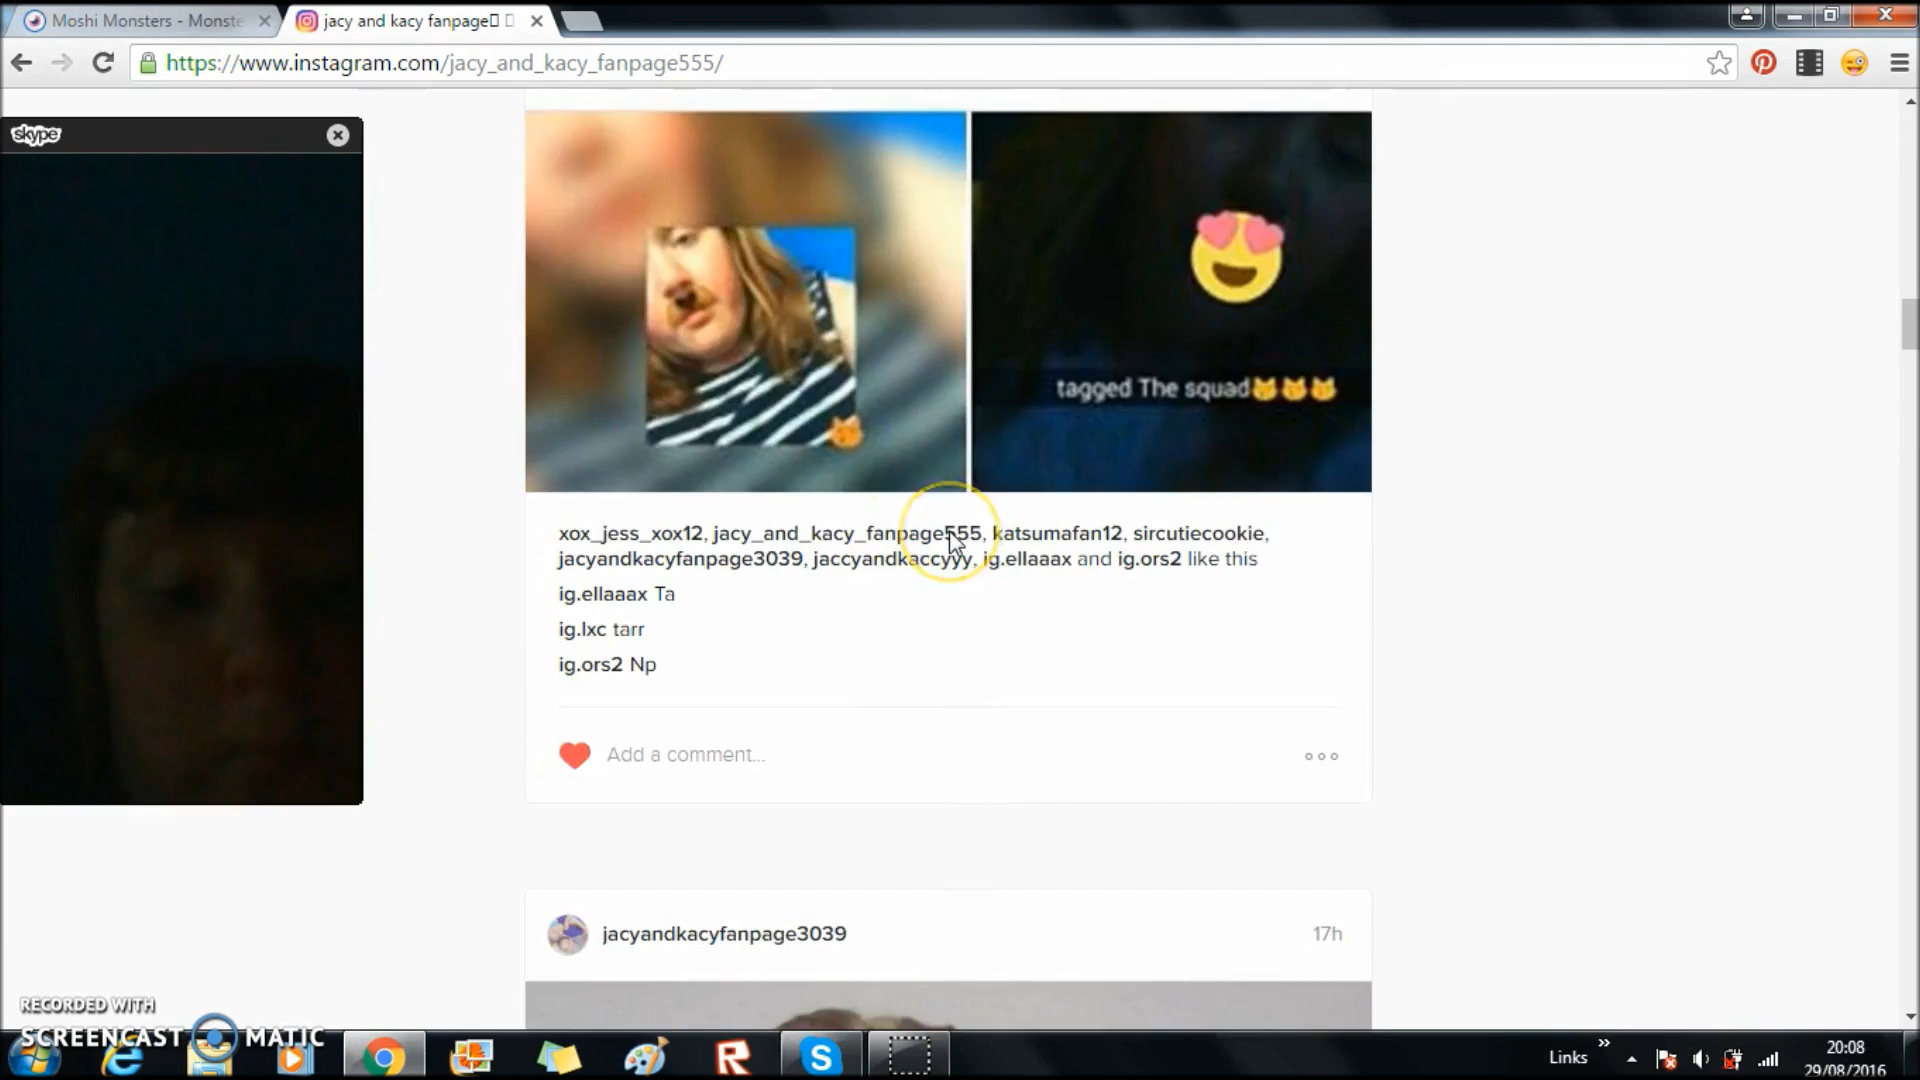 Moshi Monsters - Monste
jacy and kacy fanpage
https://www.instagram.com/jacy_and_kacy_fanpage555/
skype
tagged The squad
xox_jess_xox12, jacy_and_kacy_fanpage555, katsumafan12, sircutiecookie,
jacyandkacyfanpage3039, jaccyandkaccyyy, ig.ellaaax and ig.ors2 like this
ig.ellaaax Ta
ig.lxc tarr
ig.ors2 Np
Add a comment...
jacyandkacyfanpage3039 17h
RECORDED WITH
SCREENCAST MATIC
Links
20:08
29/08/2016